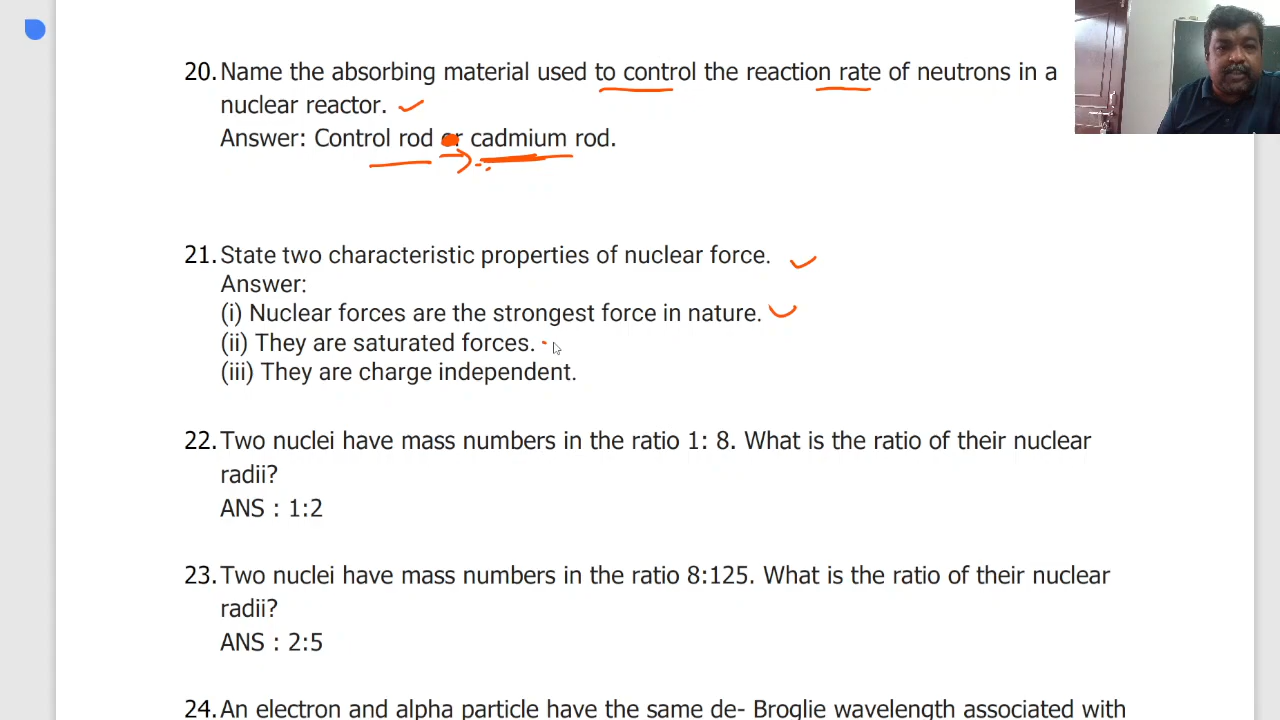 20. Name the absorbing material used to control the reaction rate of neutrons in a
nuclear reactor.
Answer: Control rod or cadmium rod.
21. State two characteristic properties of nuclear force.
Answer:
(i) Nuclear forces are the strongest force in nature.
(ii) They are saturated forces.
(iii) They are charge independent.
22. Two nuclei have mass numbers in the ratio 1: 8. What is the ratio of their nuclear
radii?
ANS : 1:2
23. Two nuclei have mass numbers in the ratio 8:125. What is the ratio of their nuclear
radii?
ANS : 2:5
24. An electron and alpha particle have the same de- Broglie wavelength associated with